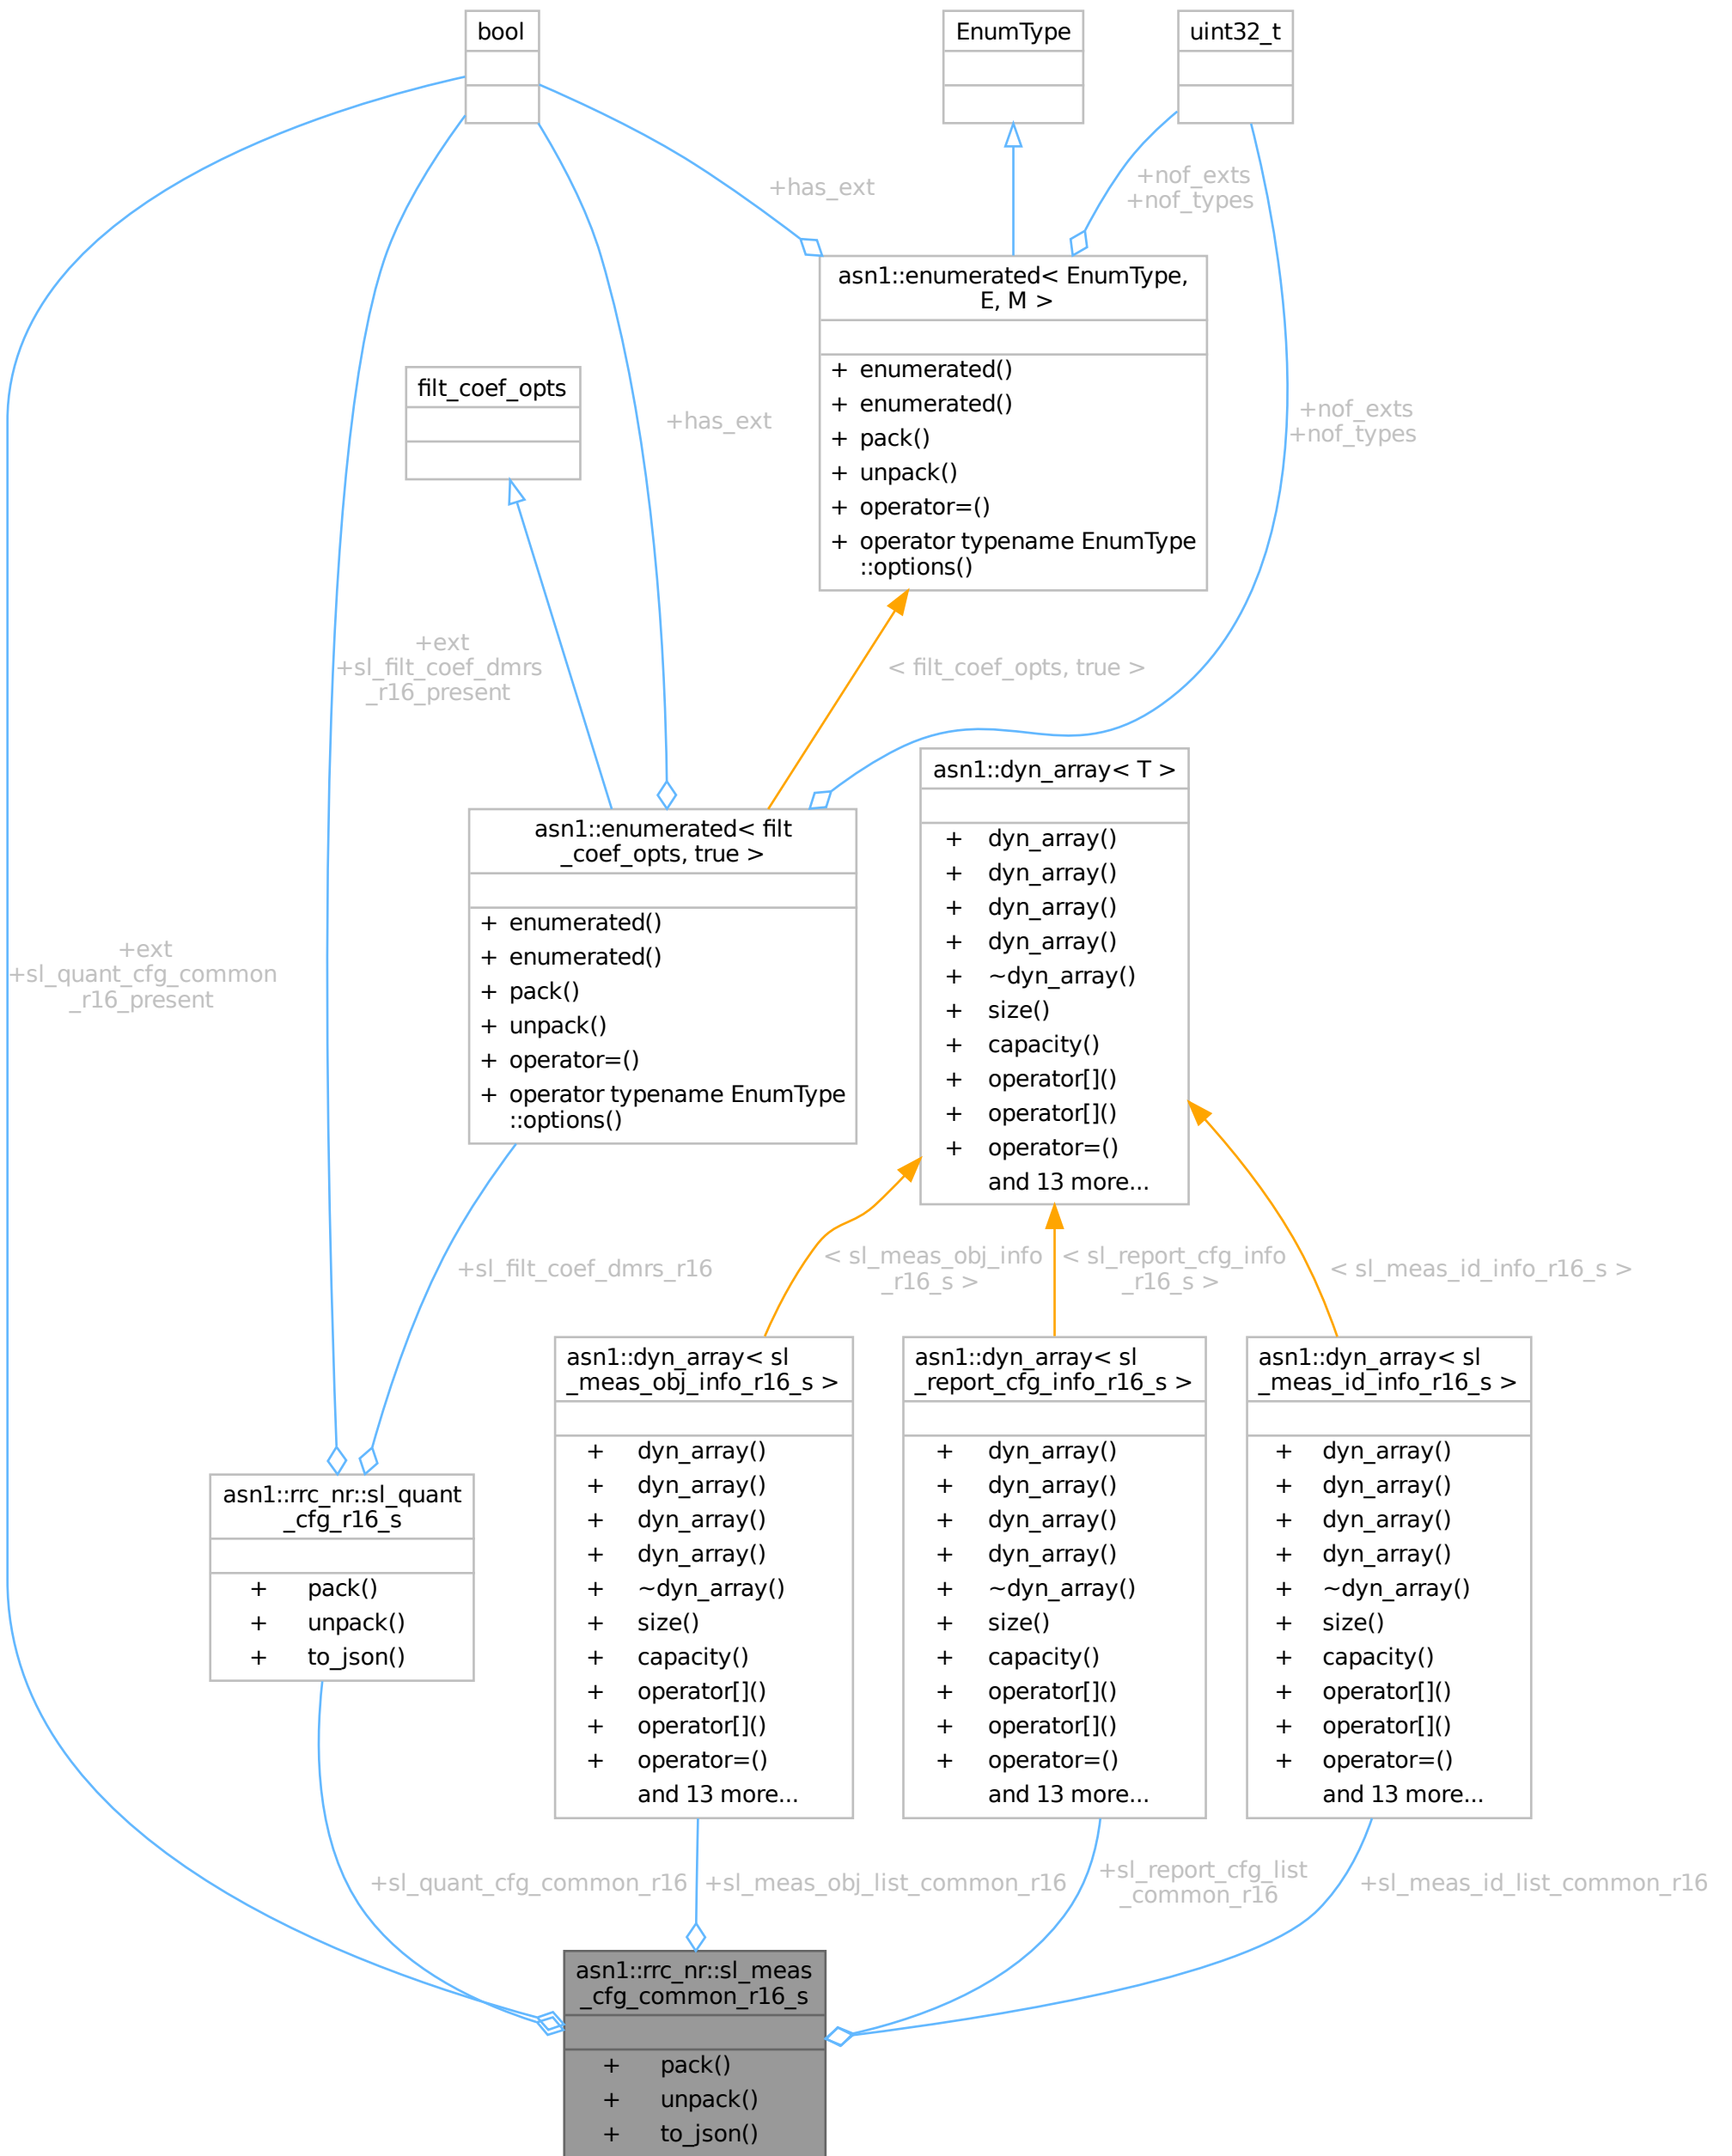 bool
EnumType
uint32_t
+has_ext
+nof_exts
+nof_types
asn1::enumerated< EnumType,
E, M >
+ enumerated()
+ enumerated()
+ pack()
+ unpack()
+ operator=()
+ operator typename EnumType
::options()
filt_coef_opts
+has_ext
+nof_exts
+nof_types
+ext
+sl_filt_coef_dmrs
_r16_present
< filt_coef_opts, true >
asn1::dyn_array< T >
+ dyn_array()
+ dyn_array()
+ dyn_array()
+ dyn_array()
+ ~dyn_array()
+ size()
+ capacity()
+ operator[]()
+ operator[]()
+ operator=()
and 13 more...
asn1::enumerated< filt
_coef_opts, true >
+ enumerated()
+ enumerated()
+ pack()
+ unpack()
+ operator=()
+ operator typename EnumType
::options()
+ext
+sl_quant_cfg_common
_r16_present
+sl_filt_coef_dmrs_r16
< sl_meas_obj_info
_r16_s >
< sl_report_cfg_info
_r16_s >
< sl_meas_id_info_r16_s >
asn1::rrc_nr::sl_quant
_cfg_r16_s
+ pack()
+ unpack()
+ to_json()
asn1::dyn_array< sl
_meas_obj_info_r16_s >
+ dyn_array()
+ dyn_array()
+ dyn_array()
+ dyn_array()
+ ~dyn_array()
+ size()
+ capacity()
+ operator[]()
+ operator[]()
+ operator=()
and 13 more...
asn1::dyn_array< sl
_report_cfg_info_r16_s >
+ dyn_array()
+ dyn_array()
+ dyn_array()
+ dyn_array()
+ ~dyn_array()
+ size()
+ capacity()
+ operator[]()
+ operator[]()
+ operator=()
and 13 more...
asn1::dyn_array< sl
_meas_id_info_r16_s >
+ dyn_array()
+ dyn_array()
+ dyn_array()
+ dyn_array()
+ ~dyn_array()
+ size()
+ capacity()
+ operator[]()
+ operator[]()
+ operator=()
and 13 more...
+sl_quant_cfg_common_r16
+sl_meas_obj_list_common_r16
+sl_report_cfg_list
_common_r16
+sl_meas_id_list_common_r16
asn1::rrc_nr::sl_meas
_cfg_common_r16_s
+ pack()
+ unpack()
+ to_json()